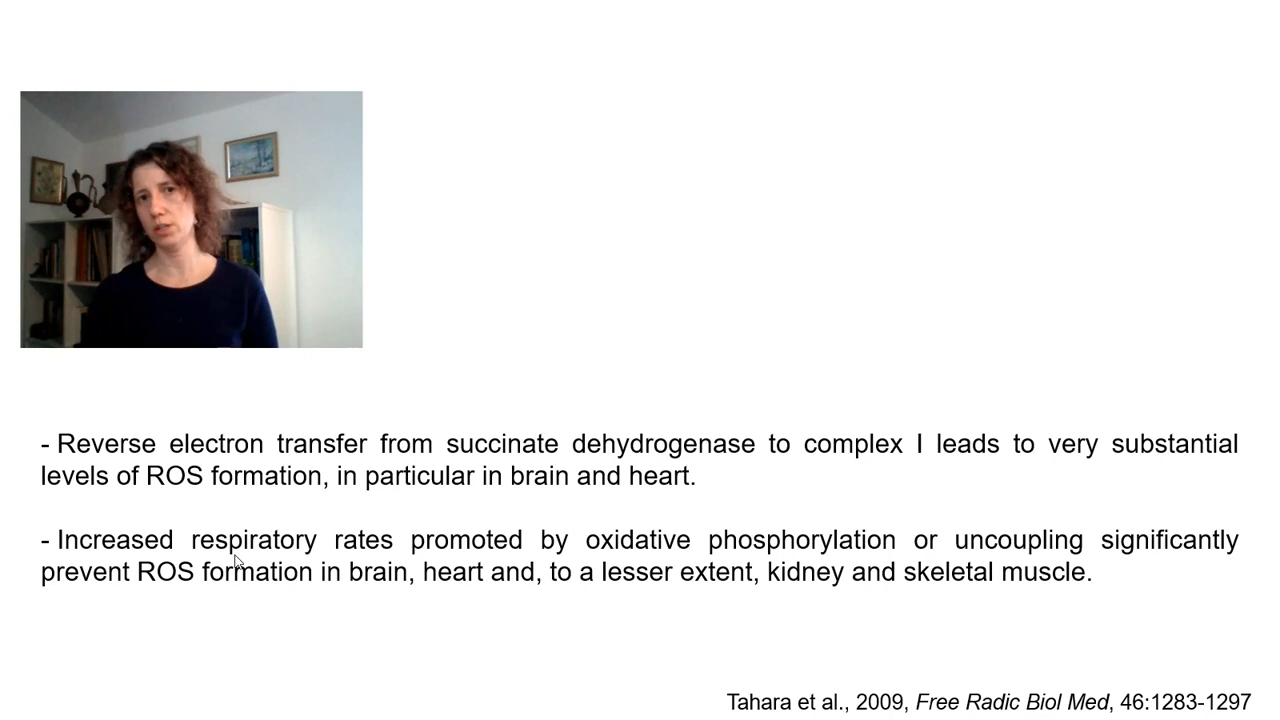 - Reverse electron transfer from succinate dehydrogenase to complex I leads to very substantial
levels of ROS formation, in particular in brain and heart.
- Increased respiratory rates promoted by oxidative phosphorylation or uncoupling significantly
prevent ROS formation in brain, heart and, to a lesser extent, kidney and skeletal muscle.
Tahara et al., 2009, Free Radic Biol Med, 46:1283-1297